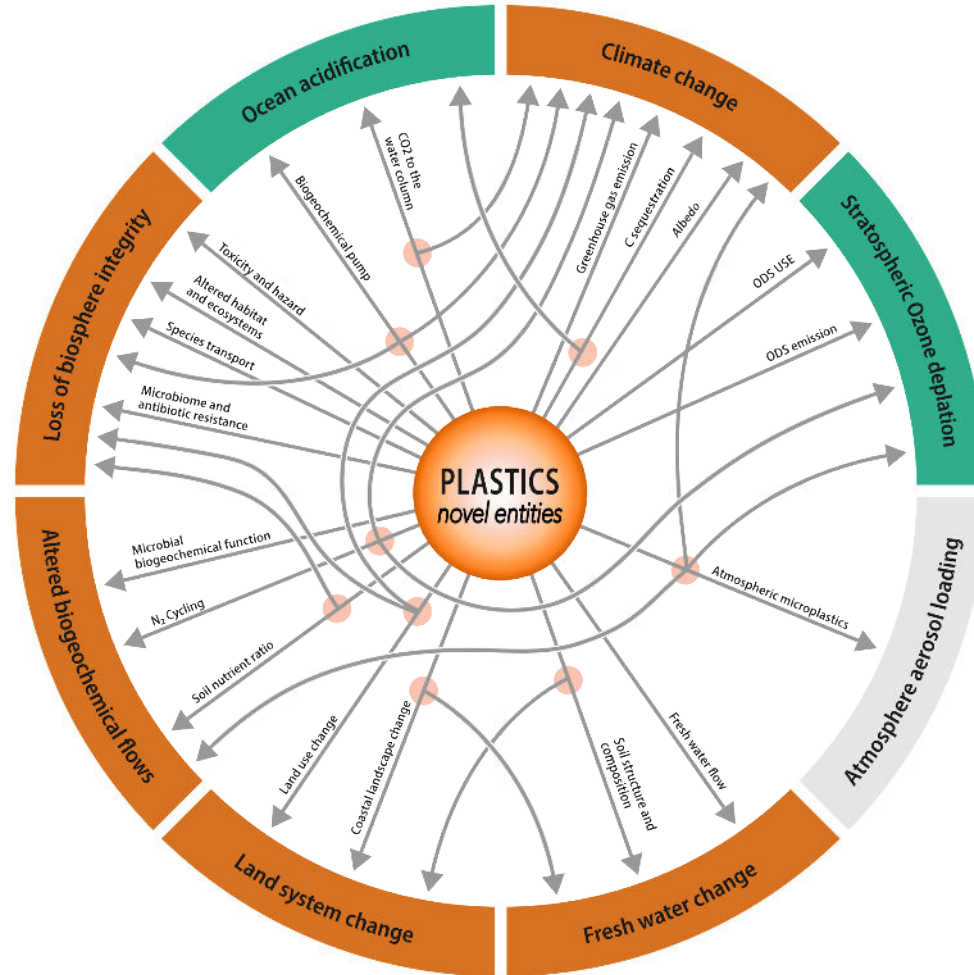 Ocean acidification
Climate change
Stratospheric Ozone deplation
Atmosphere aerosol loading
Fresh water change
Land system change
Altered biogeochemical flows
Loss of biosphere integrity
CO2 to the
water column
Biogeochemical pump
Toxicity and hazard
Altered habitat
and ecosystems
Species transport
Microbiome and
antibiotic resistance
Greenhouse gas emission
C sequestration
Albedo
ODS USE
ODS emission
PLASTICS
novel entities
Atmospheric microplastics
Microbial
biogeochemical function
N₂ Cycling
Soil nutrient ratio
Land use change
Coastal landscape change
Soil structure and
composition
Fresh water flow